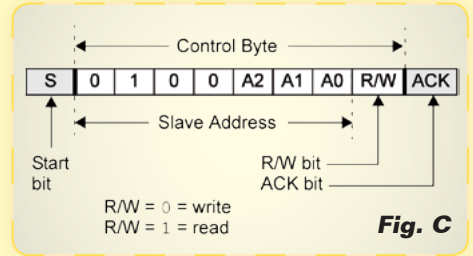 Control Byte
S 0 1 0 0 A2 A1 A0 R/W ACK
Slave Address
Start
bit
R/W bit
ACK bit
R/W = 0 = write
R/W = 1 = read
Fig. C